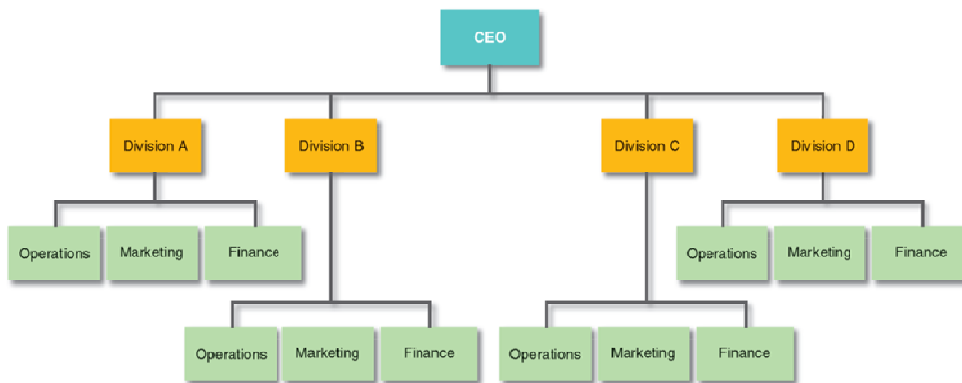 CEO
Division A
Division B
Division C
Division D
Operations
Marketing
Finance
Operations
Marketing
Finance
Operations
Marketing
Finance
Operations
Marketing
Finance